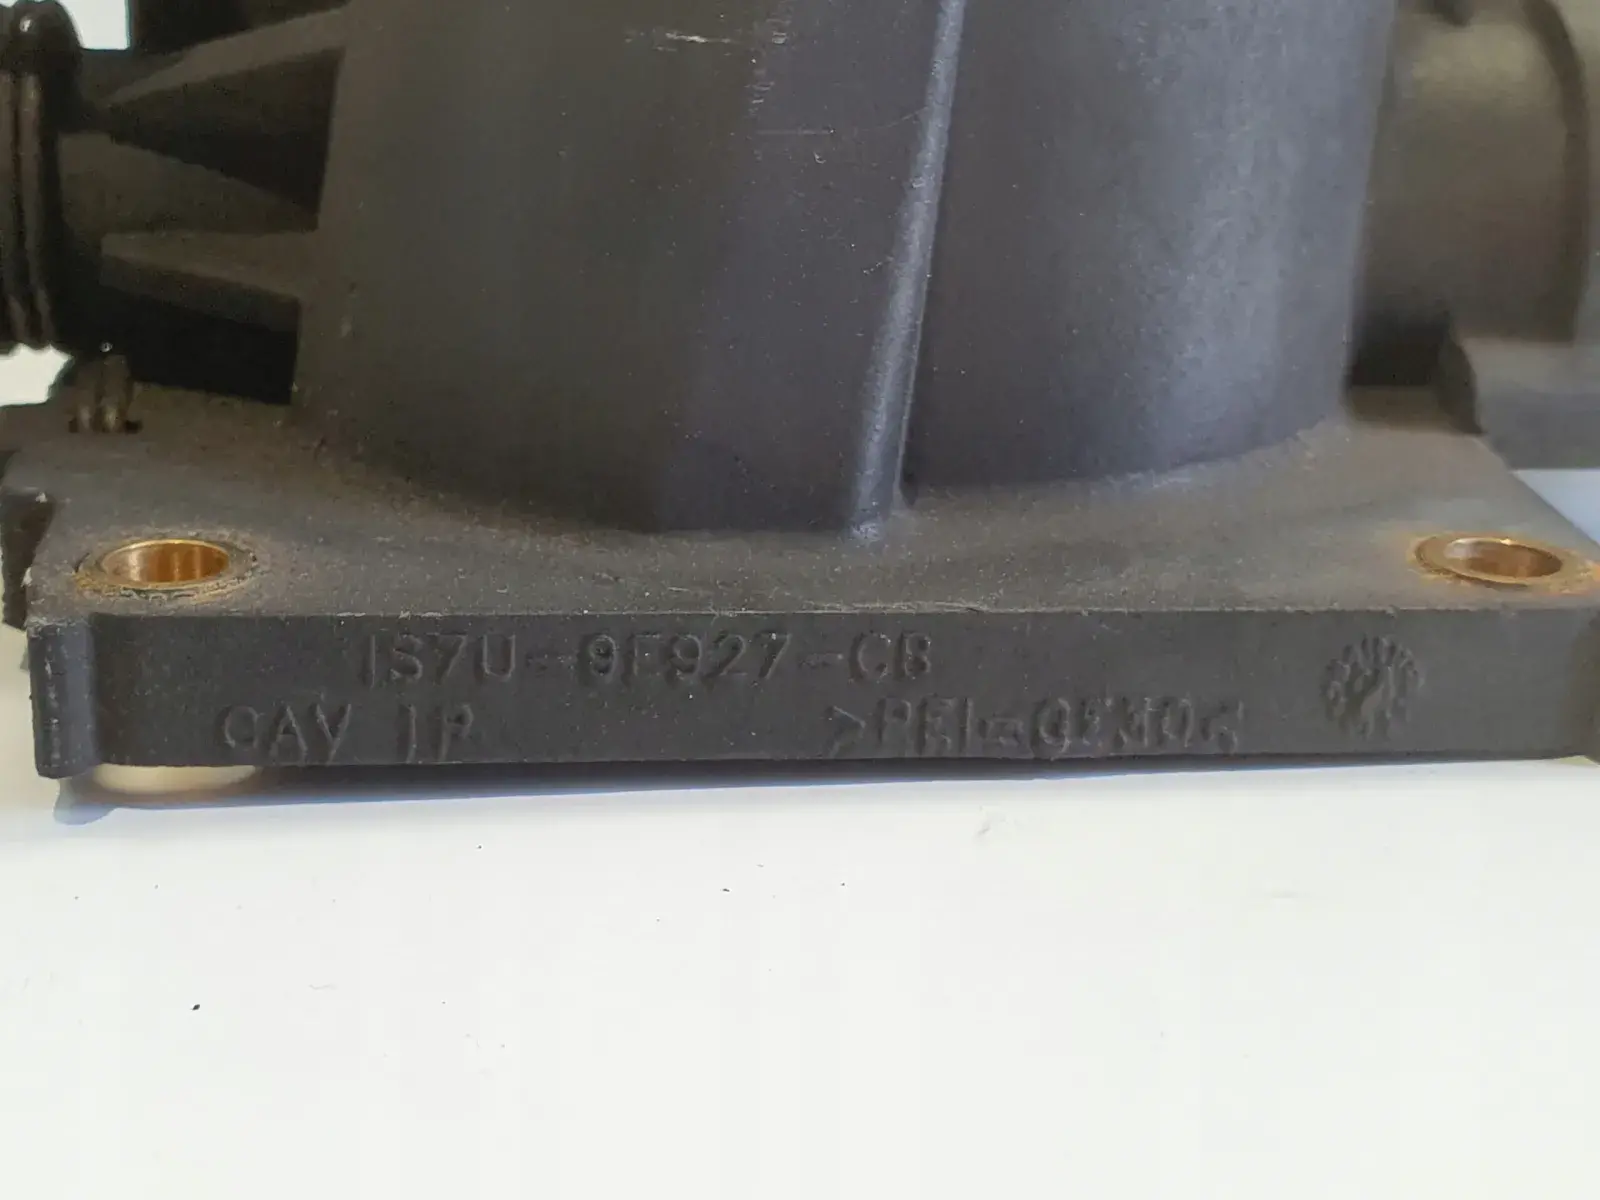 1S7U-9F927-CB
CAV 1P
>PEI-GF30<